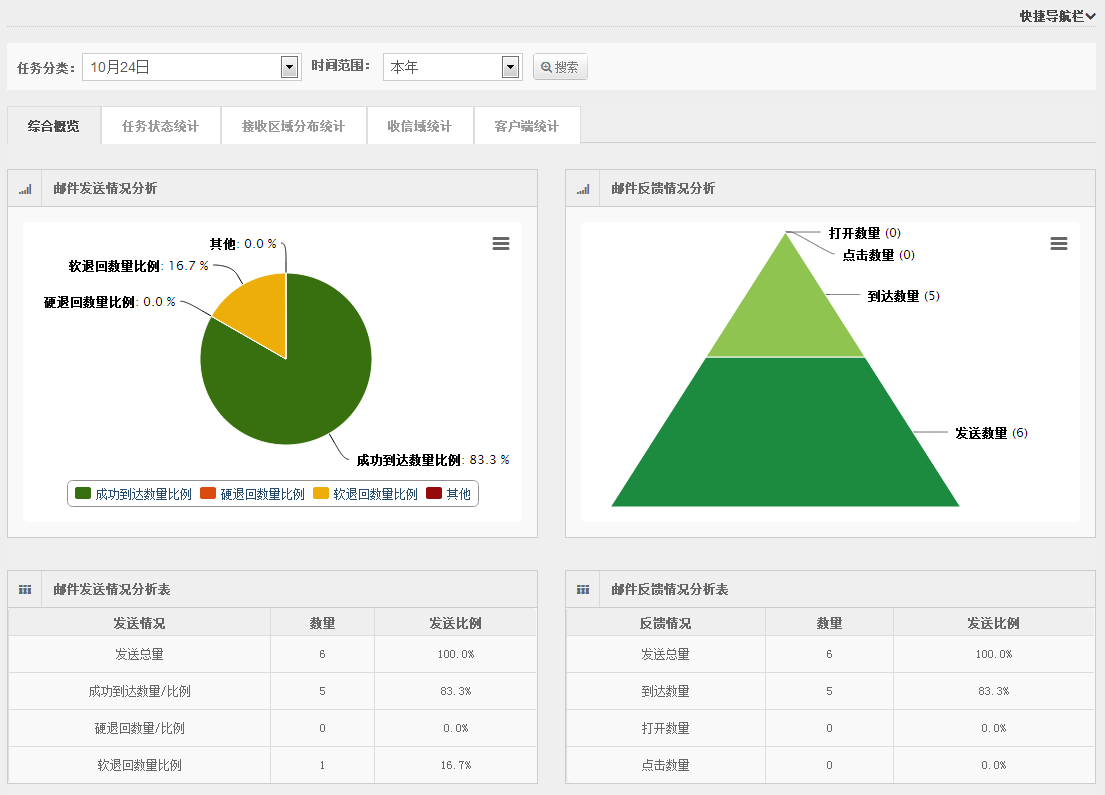 快捷导航栏
任务分类： 10月24日 时间范围： 本年 搜索
综合概览 任务状态统计 接收区域分布统计 收信域统计 客户端统计
邮件发送情况分析
其他: 0.0 %
软退回数量比例: 16.7 %
硬退回数量比例: 0.0 %
成功到达数量比例: 83.3 %
成功到达数量比例 硬退回数量比例 软退回数量比例 其他
邮件反馈情况分析
打开数量 (0)
点击数量 (0)
到达数量 (5)
发送数量 (6)
邮件发送情况分析表
发送情况 数量 发送比例
发送总量 6 100.0%
成功到达数量/比例 5 83.3%
硬退回数量/比例 0 0.0%
软退回数量比例 1 16.7%
邮件反馈情况分析表
反馈情况 数量 发送比例
发送总量 6 100.0%
到达数量 5 83.3%
打开数量 0 0.0%
点击数量 0 0.0%